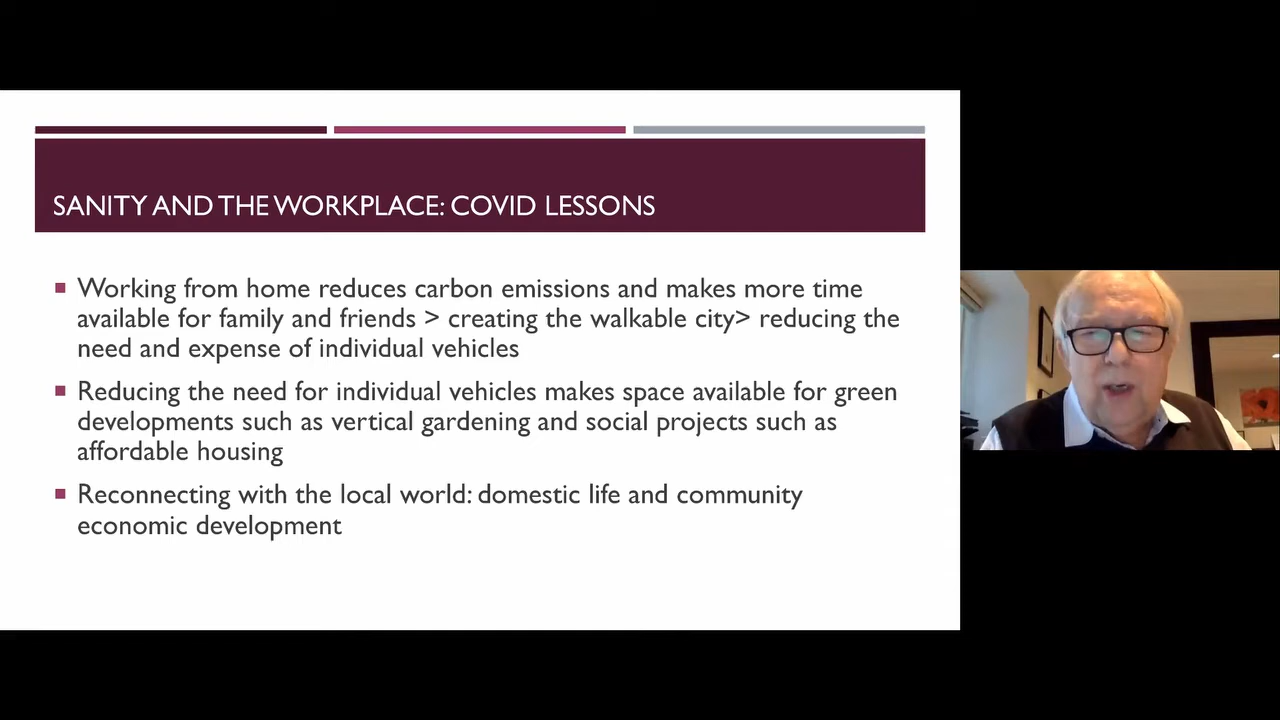 SANITY AND THE WORKPLACE: COVID LESSONS
Working from home reduces carbon emissions and makes more time
available for family and friends > creating the walkable city> reducing the
need and expense of individual vehicles
Reducing the need for individual vehicles makes space available for green
developments such as vertical gardening and social projects such as
affordable housing
Reconnecting with the local world: domestic life and community
economic development